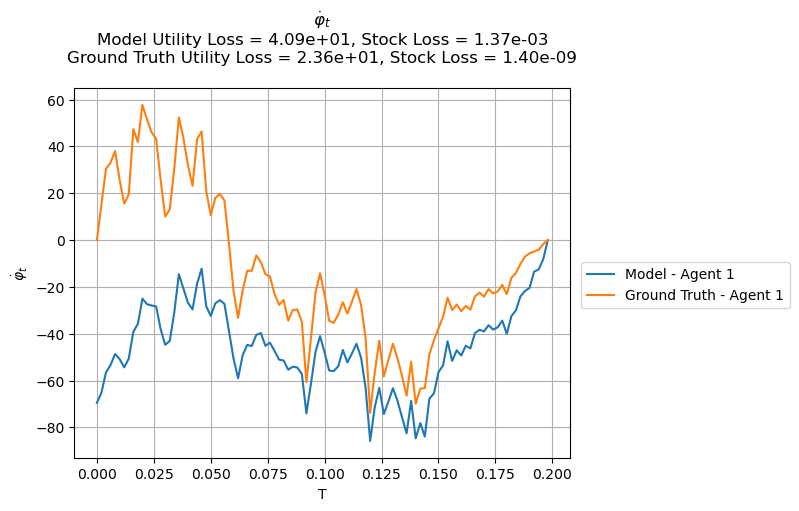 φ̇_t
Model Utility Loss = 4.09e+01, Stock Loss = 1.37e-03
Ground Truth Utility Loss = 2.36e+01, Stock Loss = 1.40e-09
60
40
20
0
−20
−40
−60
−80
φ̇_t
0.000 0.025 0.050 0.075 0.100 0.125 0.150 0.175 0.200
T
Model - Agent 1
Ground Truth - Agent 1